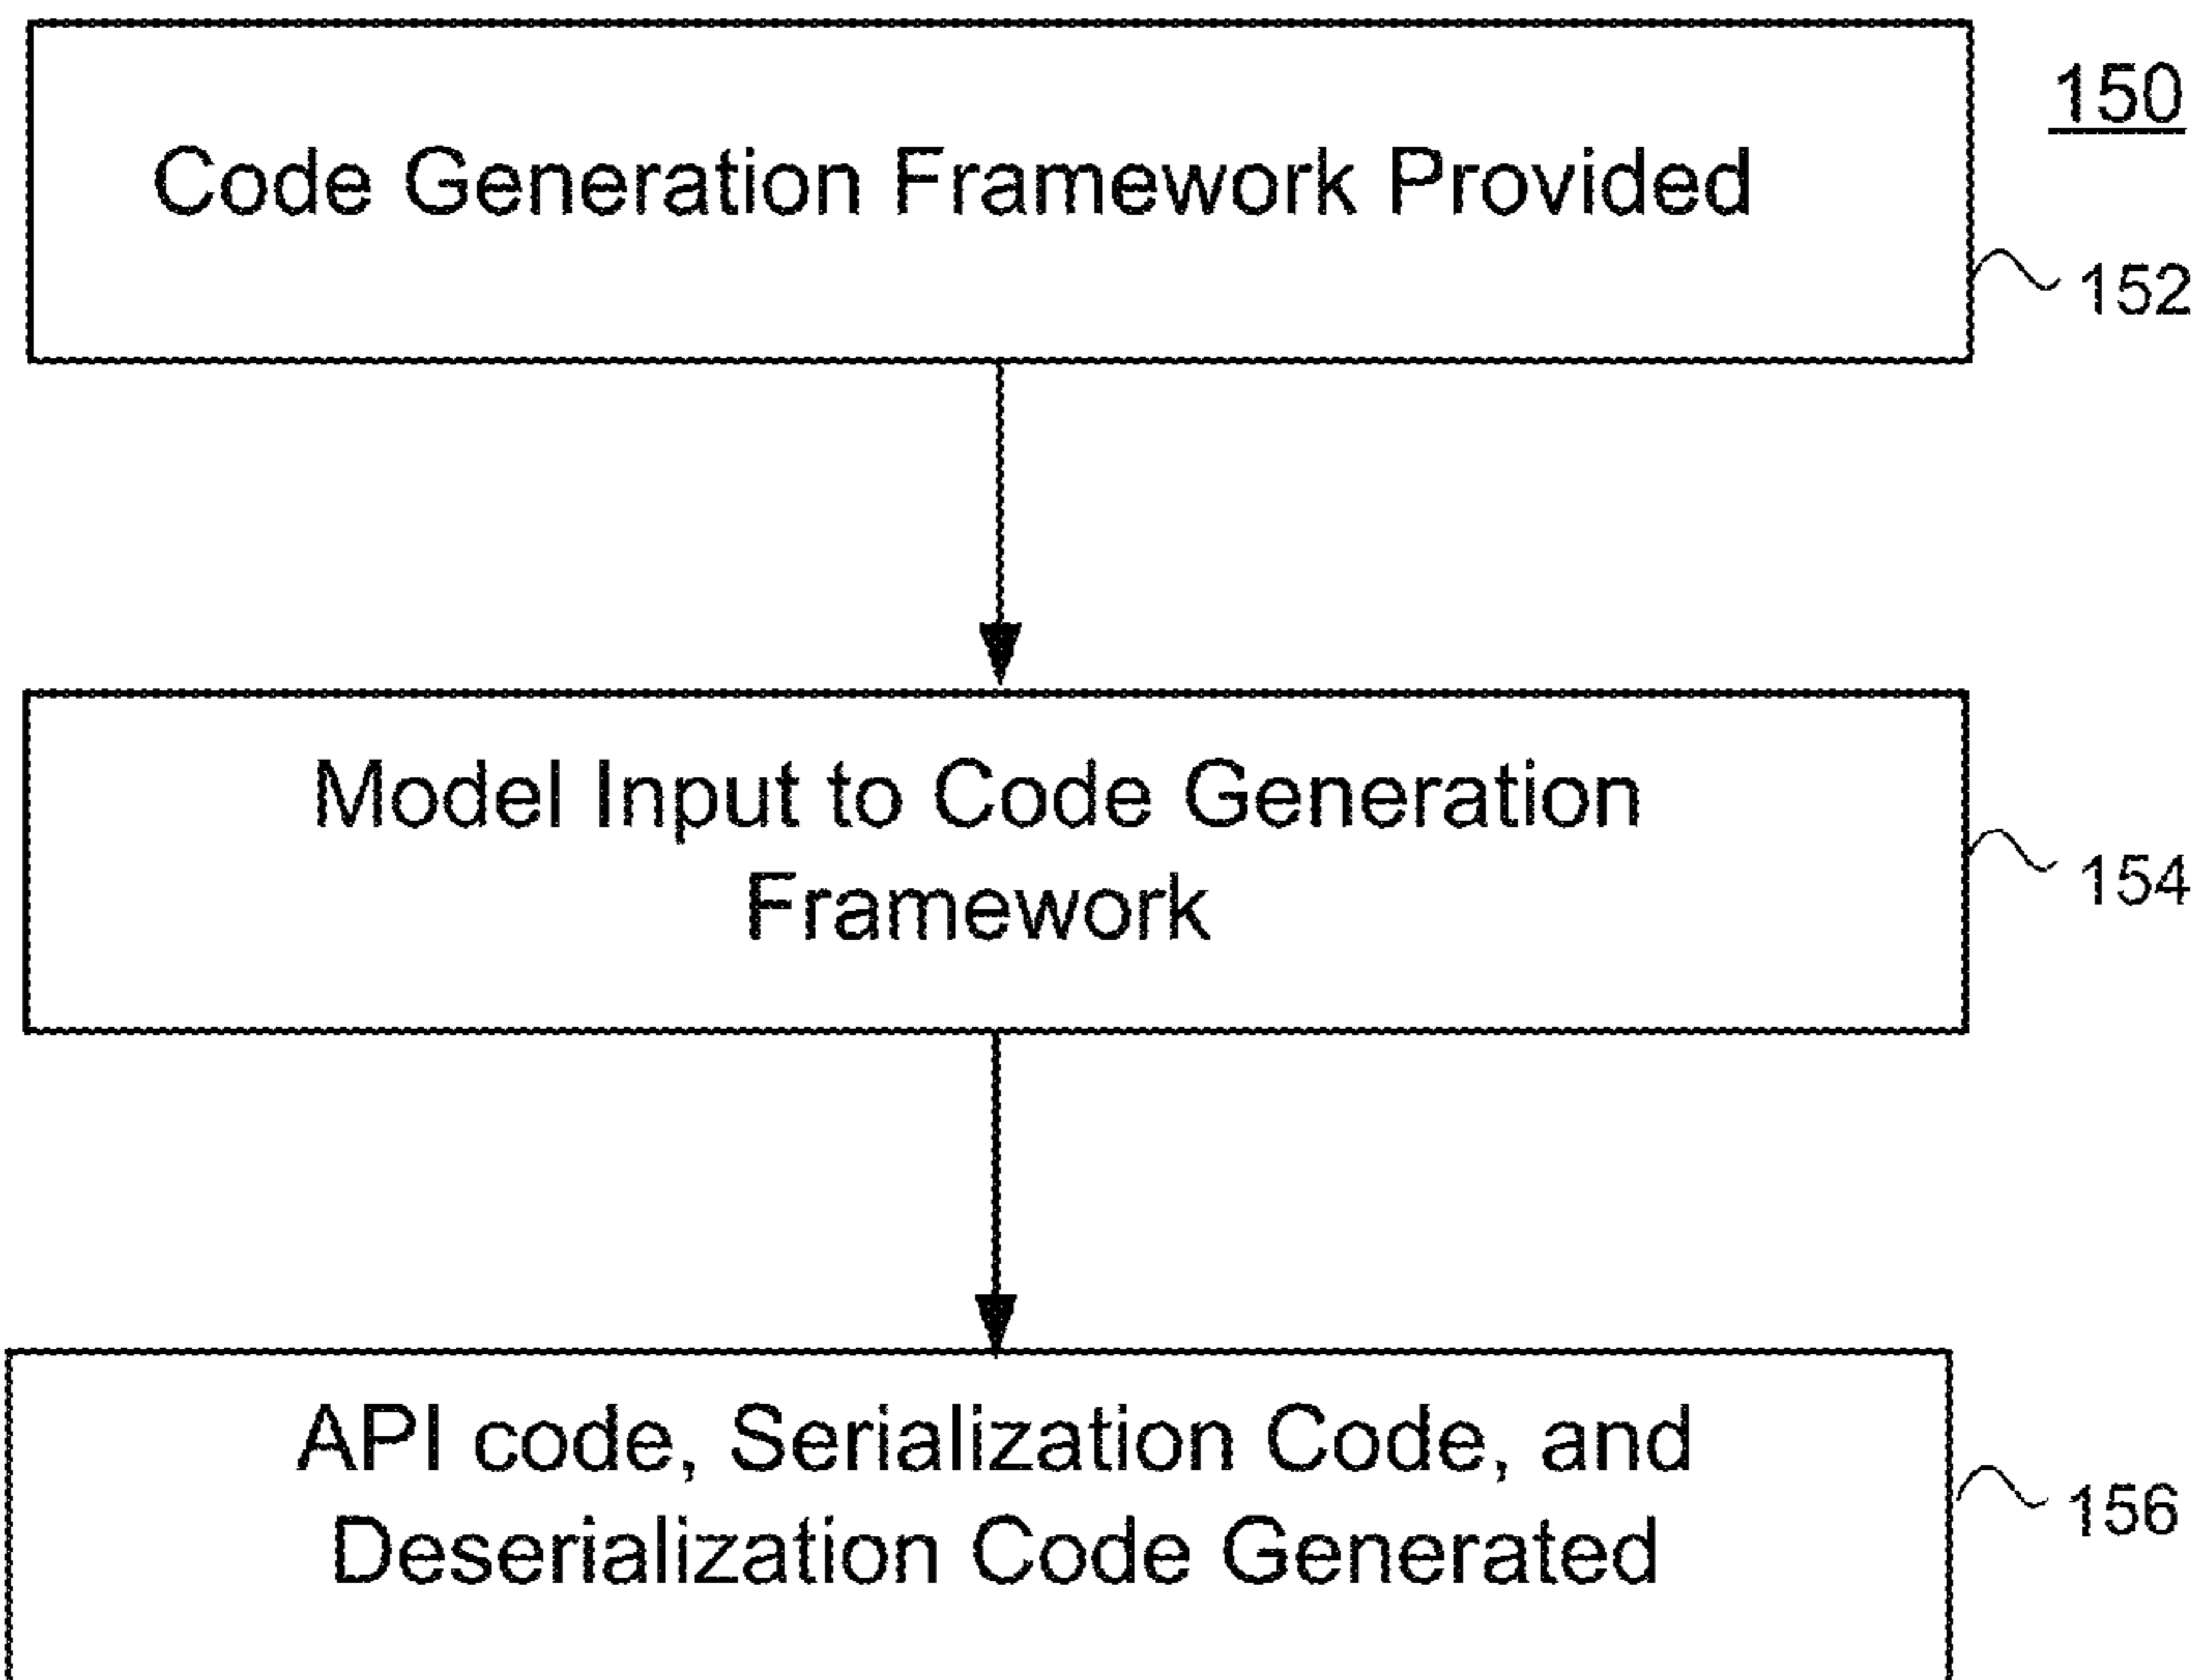 150
Code Generation Framework Provided
152
Model Input to Code Generation
Framework
154
API code, Serialization Code, and
Deserialization Code Generated
156